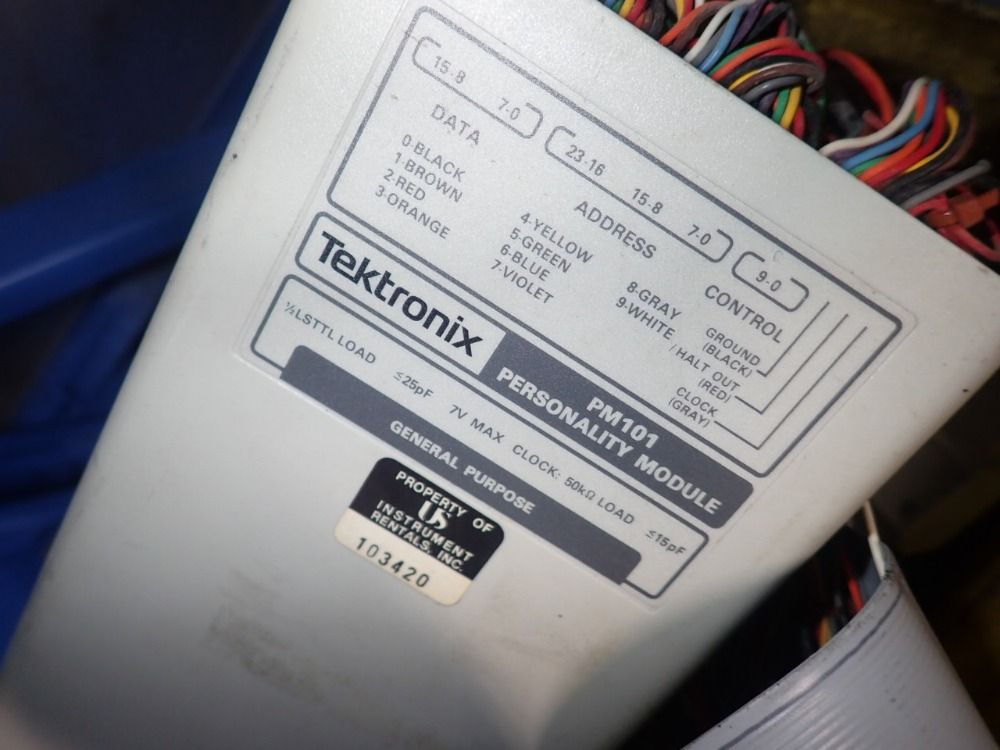 15-8 7-0
DATA
23-16 15-8 7-0
ADDRESS
9-0
CONTROL
0-BLACK
1-BROWN
2-RED
3-ORANGE
4-YELLOW
5-GREEN
6-BLUE
7-VIOLET
8-GRAY
9-WHITE
GROUND
(BLACK)
/HALT OUT
(RED)
CLOCK
(GRAY)
Tektronix
PM101
PERSONALITY MODULE
½LSTTL LOAD ≤25pF 7V MAX CLOCK: 50kΩ LOAD ≤15pF
GENERAL PURPOSE
PROPERTY OF
US
INSTRUMENT
RENTALS, INC.
103420